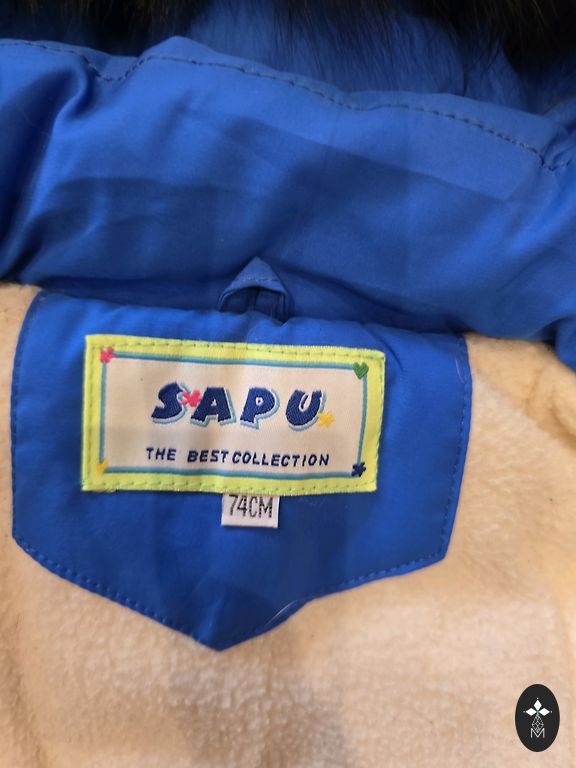 SAPU
THE BEST COLLECTION
74CM
M